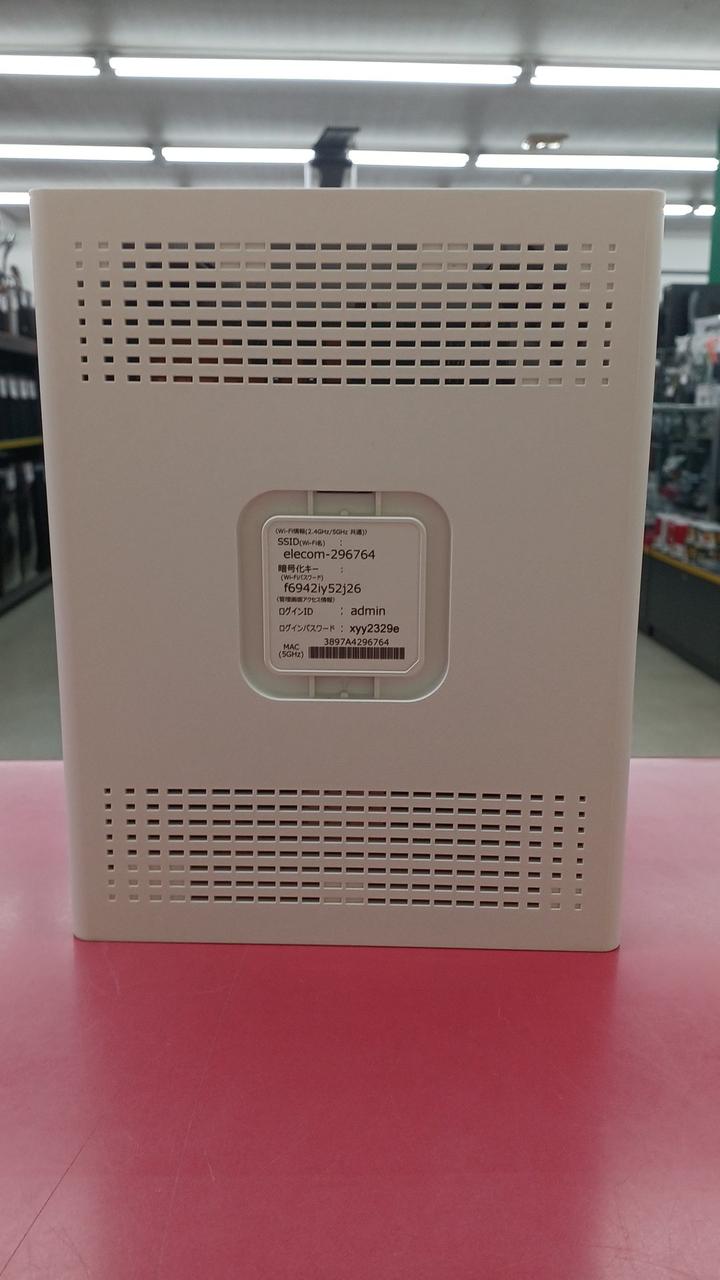 (Wi-Fi情報(2.4GHz/5GHz 共通))
SSID(Wi-Fi名) :
elecom-296764
暗号化キー :
(Wi-Fiパスワード)
f6942iy52j26
(管理画面アクセス情報)
ログインID : admin
ログインパスワード : xyy2329e
3897A4296764
MAC
(5GHz)